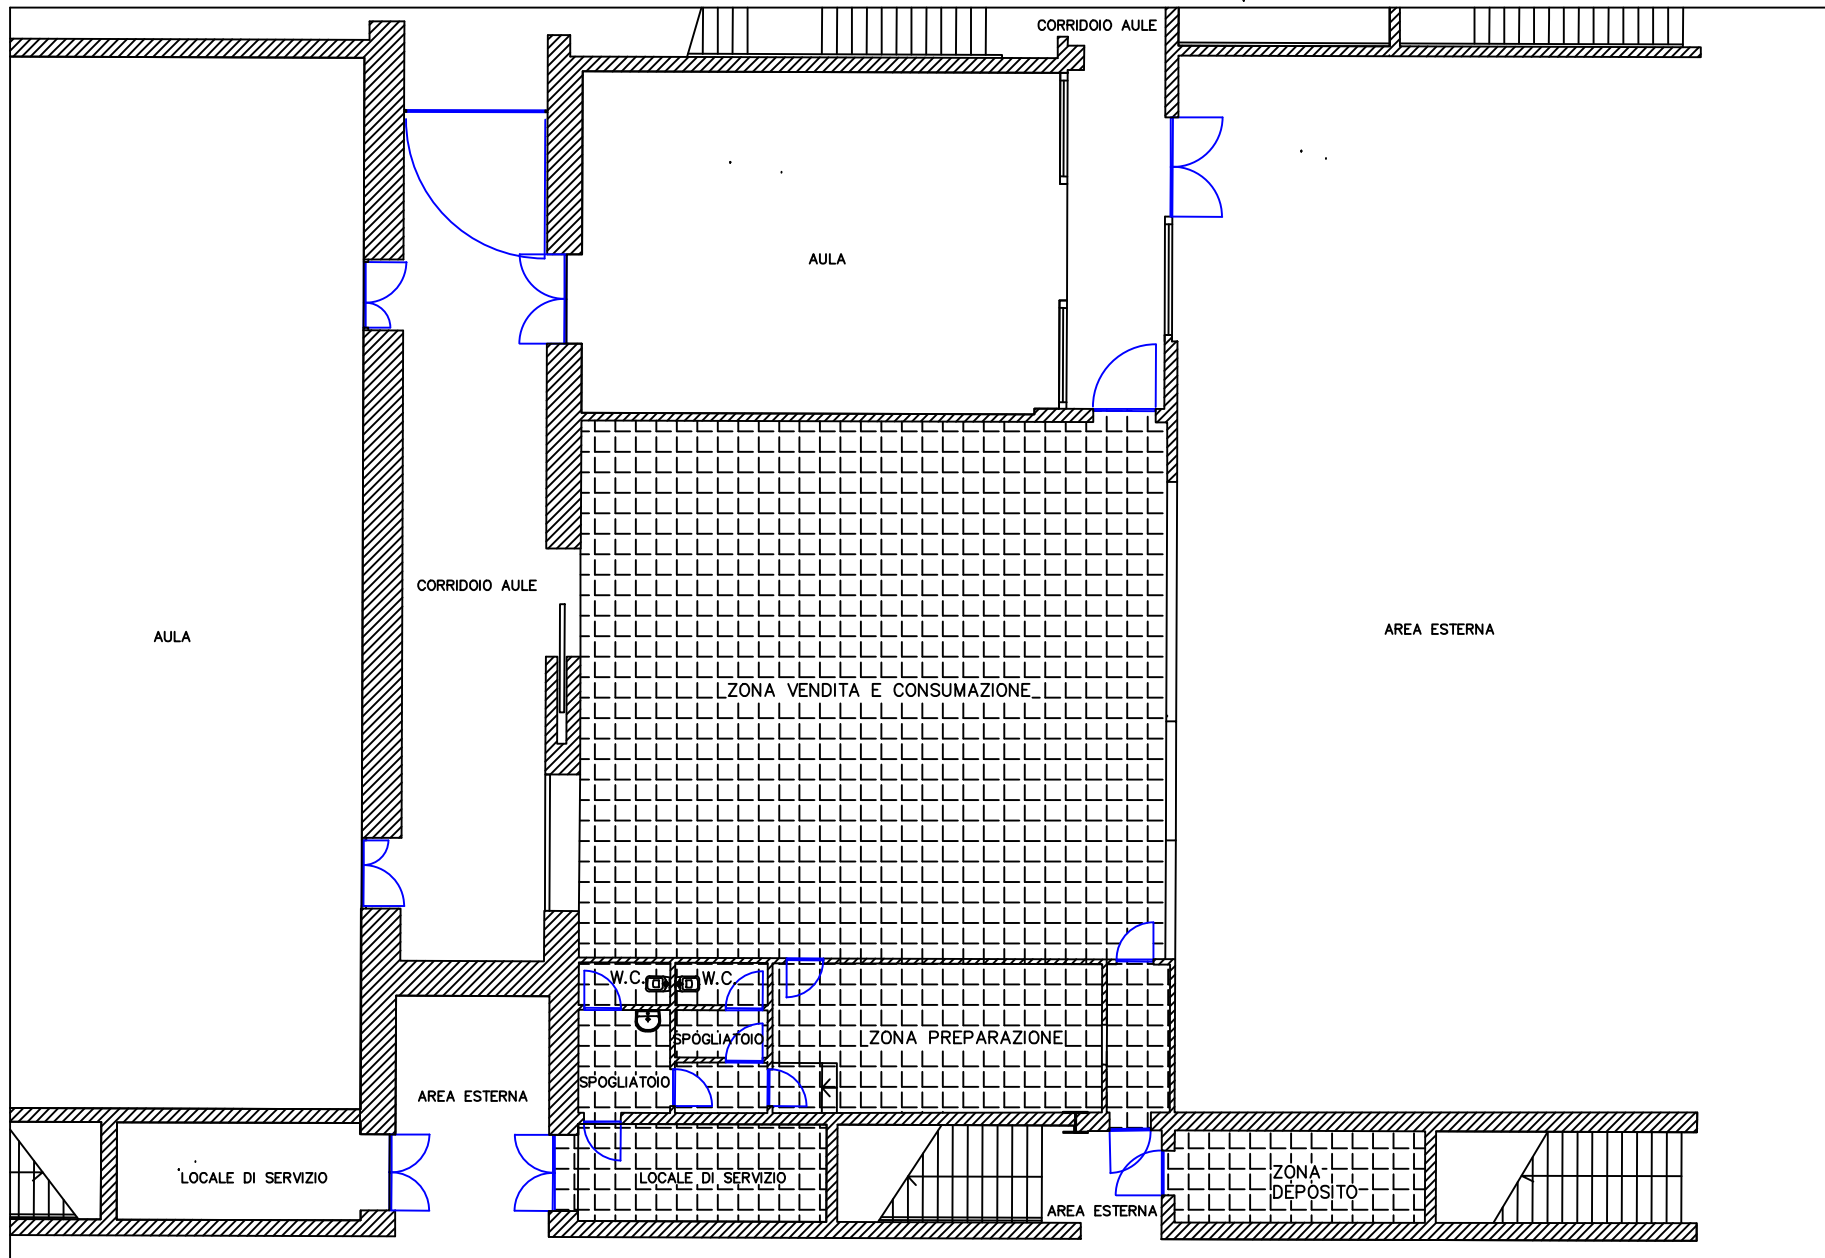 CORRIDOIO AULE
AULA
CORRIDOIO AULE
AULA
AREA ESTERNA
ZONA VENDITA E CONSUMAZIONE
W.C.
W.C.
SPOGLIATOIO
ZONA PREPARAZIONE
SPOGLIATOIO
AREA ESTERNA
LOCALE DI SERVIZIO
LOCALE DI SERVIZIO
ZONA
DEPOSITO
AREA ESTERNA